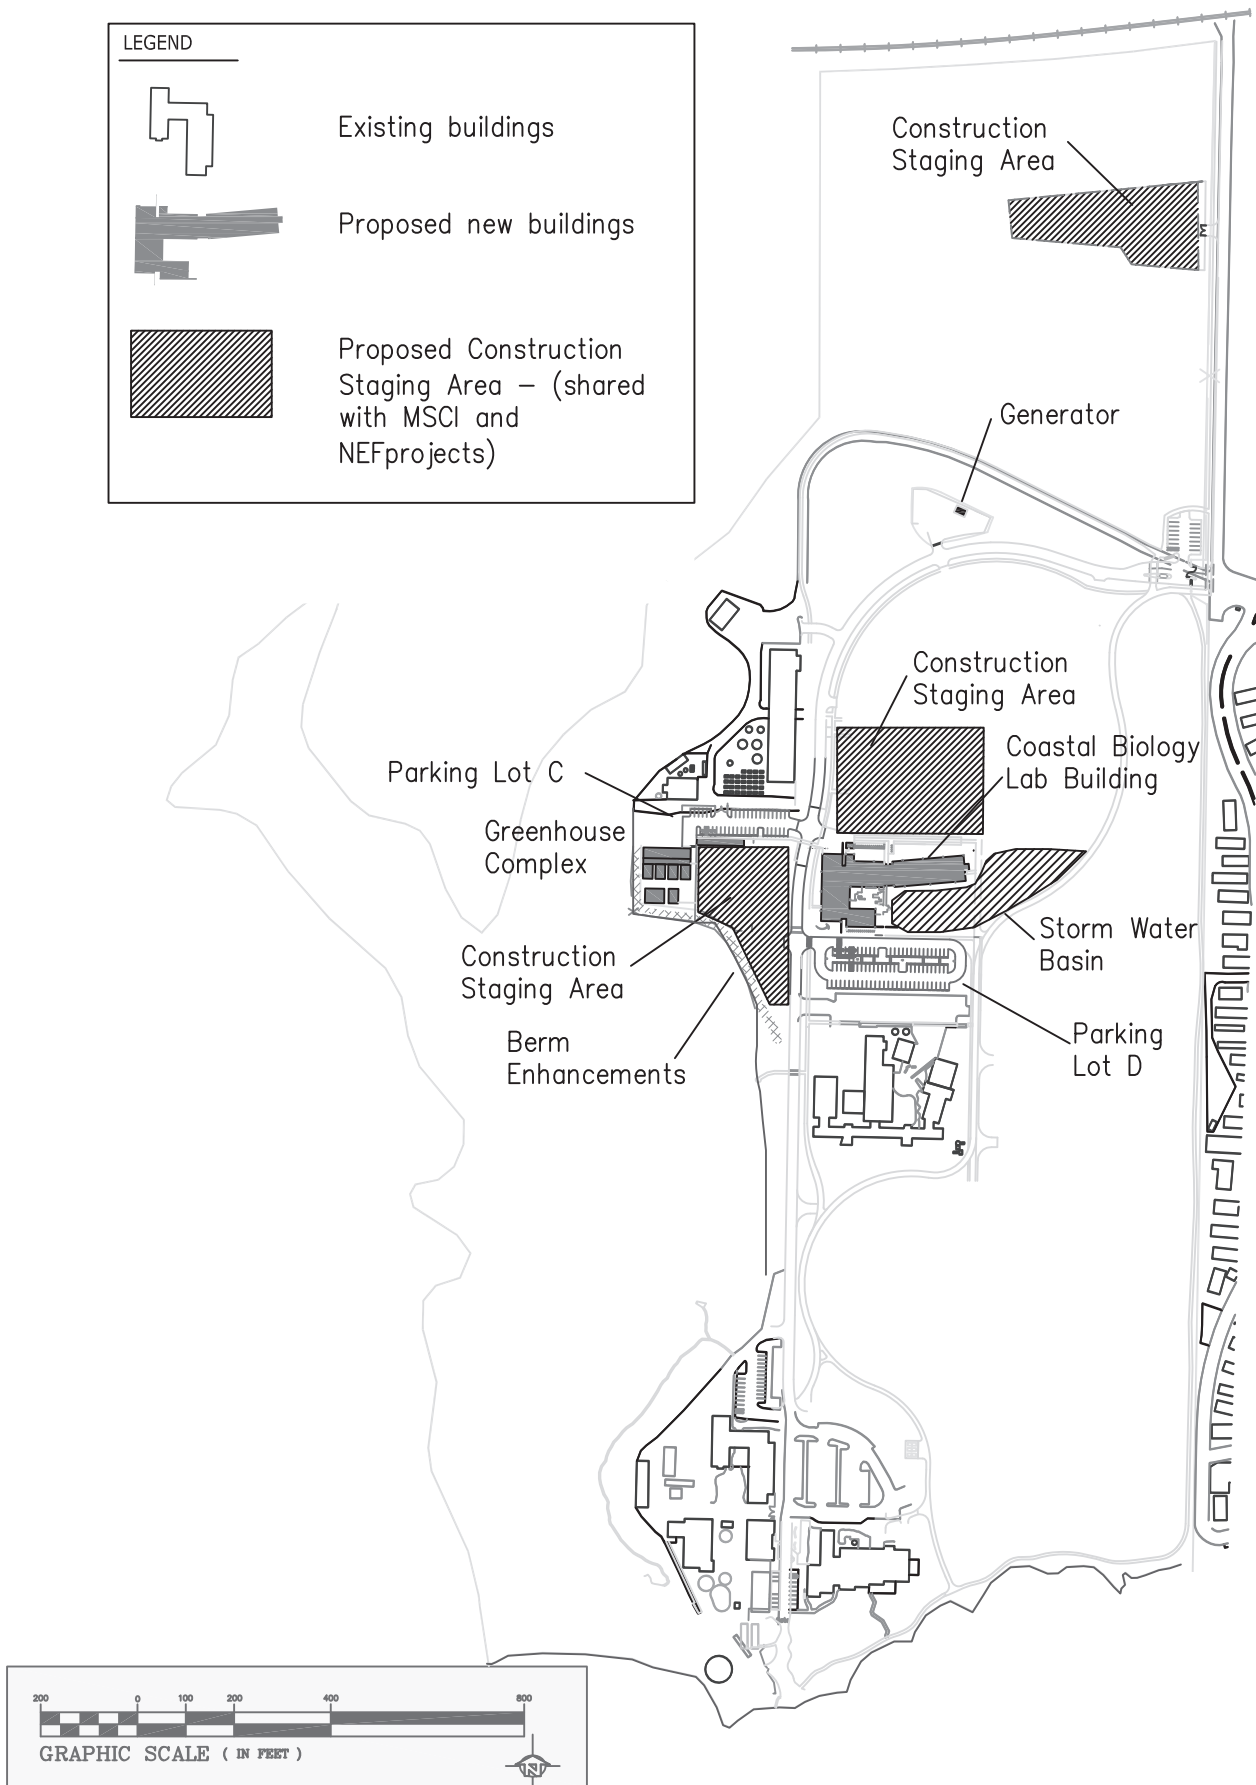 LEGEND
Existing buildings
Proposed new buildings
Proposed Construction
Staging Area – (shared
with MSCI and
NEFprojects)
Construction
Staging Area
Generator
Construction
Staging Area
Coastal Biology
Lab Building
Parking Lot C
Greenhouse
Complex
Storm Water
Basin
Construction
Staging Area
Berm
Enhancements
Parking
Lot D
200 0 100 200 400 800
GRAPHIC SCALE ( IN FEET )
N